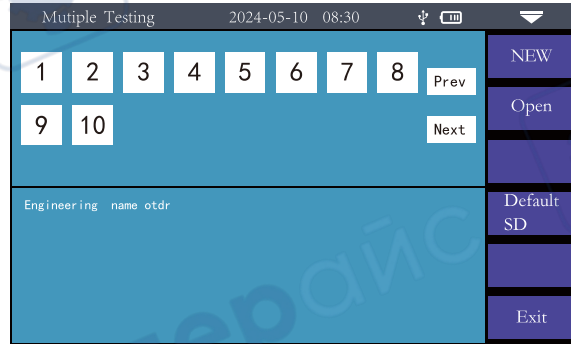 Mutiple Testing 2024-05-10 08:30
NEW
1 2 3 4 5 6 7 8 Prev
Open
9 10 Next
Engineering name otdr
Default
SD
Exit